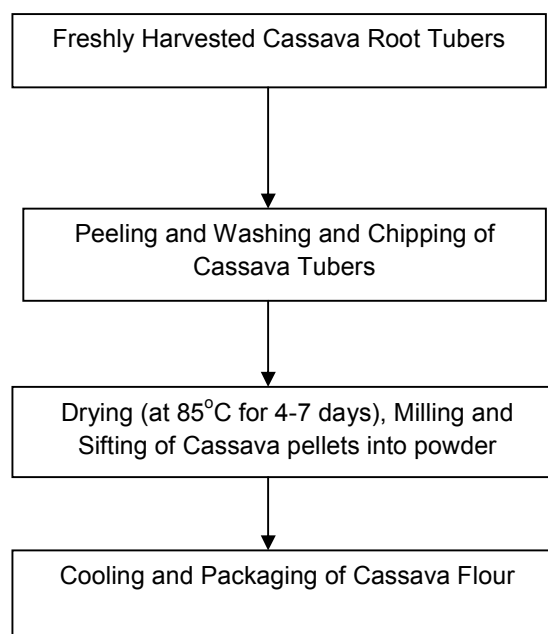 Freshly Harvested Cassava Root Tubers
Peeling and Washing and Chipping of
Cassava Tubers
Drying (at 85°C for 4-7 days), Milling and
Sifting of Cassava pellets into powder
Cooling and Packaging of Cassava Flour